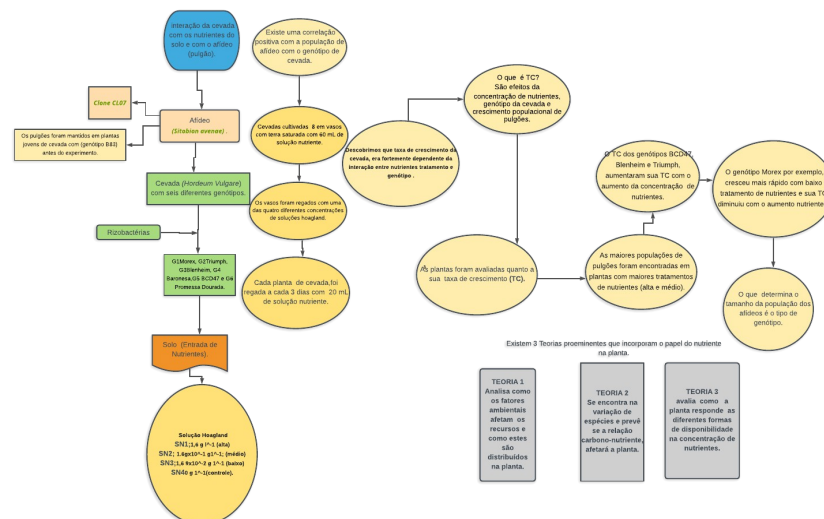 interação da cevada
com os nutrientes do
solo e com o afídeo
(pulgão).
Clone CL07
Afídeo
(Sitobion avenae) .
Os pulgões foram mantidos em plantas
jovens de cevada com (genótipo B83)
antes do experimento.
Cevada (Hordeum Vulgare)
com seis diferentes genótipos.
Rizobactérias
G1Morex, G2Triumph,
G3Blenheim, G4
Baronesa,G5 BCD47 e G6
Promessa Dourada.
Solo (Entrada de
Nutrientes).
Solução Hoagland
SN1;1,6 g l^-1 (alta)
SN2; 1.6gx10^-1 g1^-1; (médio)
SN3;1,6 9x10^-2 g 1^-1 (baixo)
SN40 g 1^-1(controle).
Existe uma correlação
positiva com a população de
afídeo com o genótipo de
cevada.
Cevadas cultivadas 8 em vasos
com terra saturada com 60 mL de
solução nutriente.
Os vasos foram regados com uma
das quatro diferentes concentrações
de soluções hoagland.
Cada planta de cevada,foi
regada a cada 3 dias com 20 mL
de solução nutriente.
Descobrimos que taxa de crescimento da
cevada, era fortemente dependente da
interação entre nutrientes tratamento e
genótipo .
O que é TC?
São efeitos da
concentração de nutrientes,
genótipo da cevada e
crescimento populacional de
pulgões.
As plantas foram avaliadas quanto a
sua taxa de crescimento (TC).
As maiores populações de
pulgões foram encontradas em
plantas com maiores tratamentos
de nutrientes (alta e médio).
O TC dos genótipos BCD47,
Blenheim e Triumph,
aumentaram sua TC com o
aumento da concentração de
nutrientes.
O genótipo Morex por exemplo,
cresceu mais rápido com baixo
tratamento de nutrientes e sua TC
diminuiu com o aumento nutriente
O que determina o
tamanho da população dos
afídeos é o tipo de
genótipo.
Existem 3 Teorias proeminentes que incorporam o papel do nutriente
na planta.
TEORIA 1
Analisa como
os fatores
ambientais
afetam os
recursos e como
estes são
distribuídos
na planta.
TEORIA 2
Se encontra na
variação de
espécies e prevê
se a relação
carbono-nutriente,
afetará a planta.
TEORIA 3
avalia como a
planta responde as
diferentes formas
de disponibilidade
na concentração de
nutrientes.